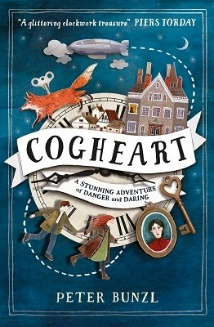 "A glittering clockwork treasure" PIERS TORDAY
COGHEART
A STUNNING ADVENTURE
of DANGER and DARING
PETER BUNZL